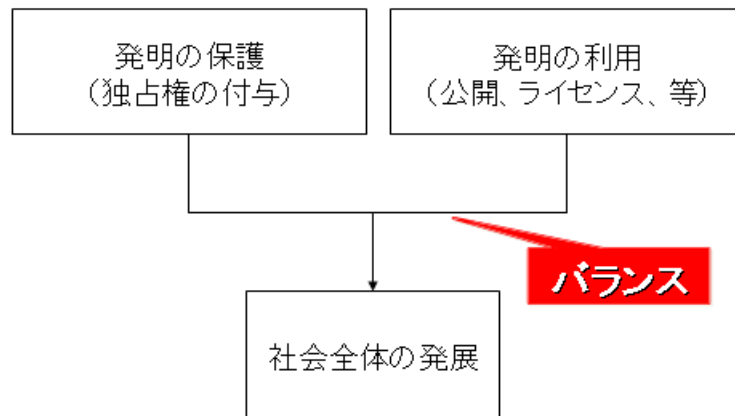 発明の保護
（独占権の付与）
発明の利用
（公開、ライセンス、等）
バランス
社会全体の発展